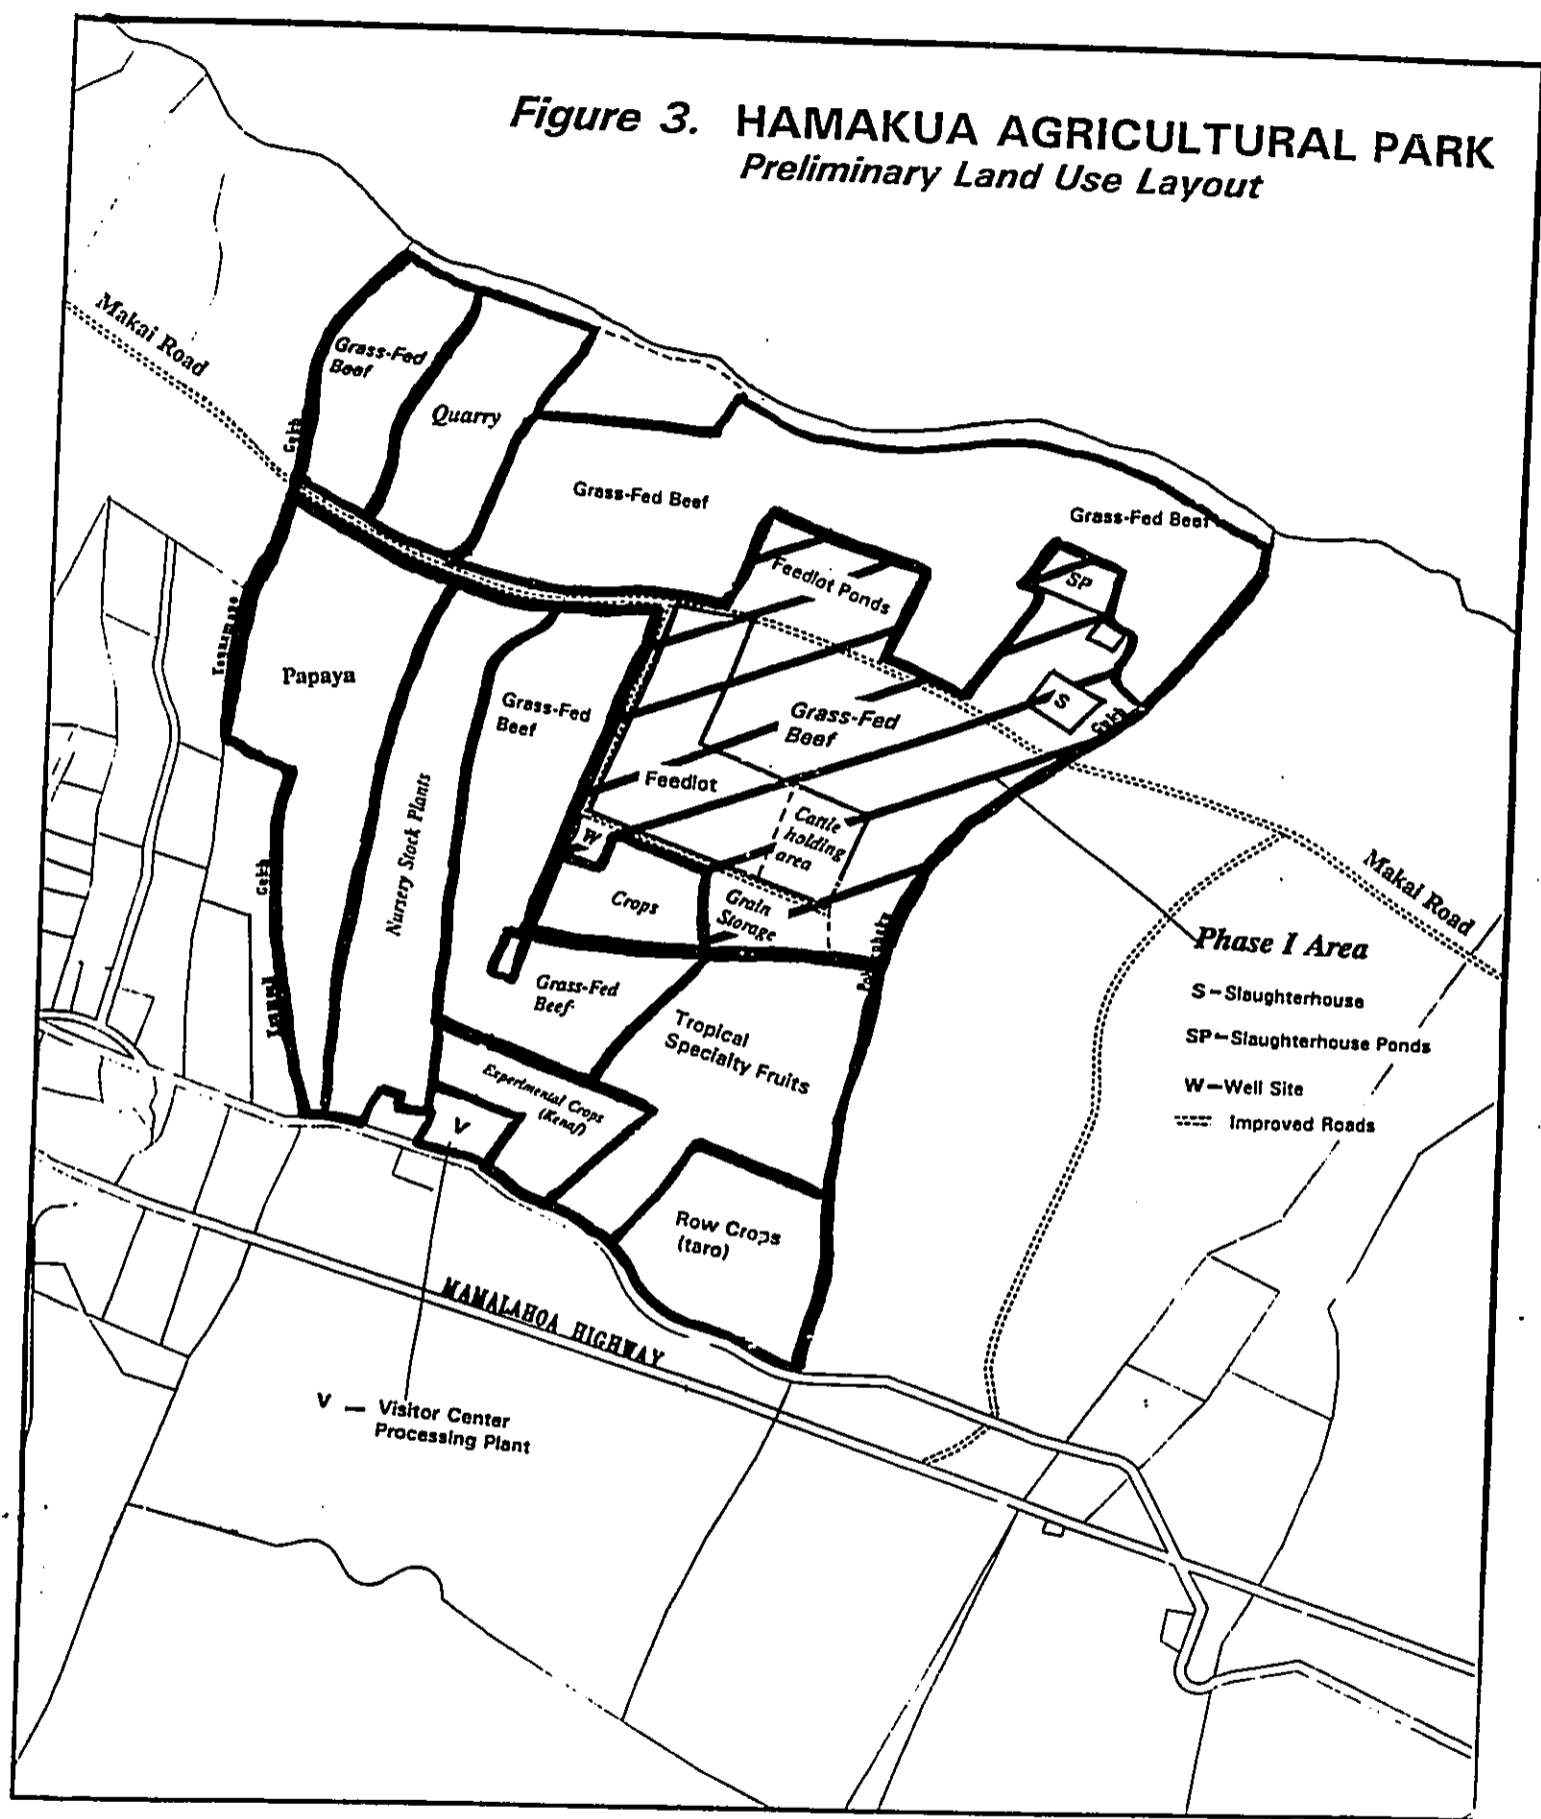 Figure 3. HAMAKUA AGRICULTURAL PARK
Preliminary Land Use Layout
Makai Road
Grass-Fed
Beef
Quarry
Gulch
Grass-Fed Beef
Grass-Fed Beef
Feedlot Ponds
SP
Papaya
Grass-Fed
Beef
Grass-Fed
Beef
S
Gulch
Feedlot
Nursery Stock Plants
W
Cattle
holding
area
Makai Road
Gulch
Crops
Grain
Storage
Phase I Area
S-Slaughterhouse
SP-Slaughterhouse Ponds
W-Well Site
Improved Roads
Grass-Fed
Beef
Tropical
Specialty Fruits
Experimental Crops
(Kenaf)
V
Row Crops
(taro)
MAMALAHOA HIGHWAY
V - Visitor Center
Processing Plant